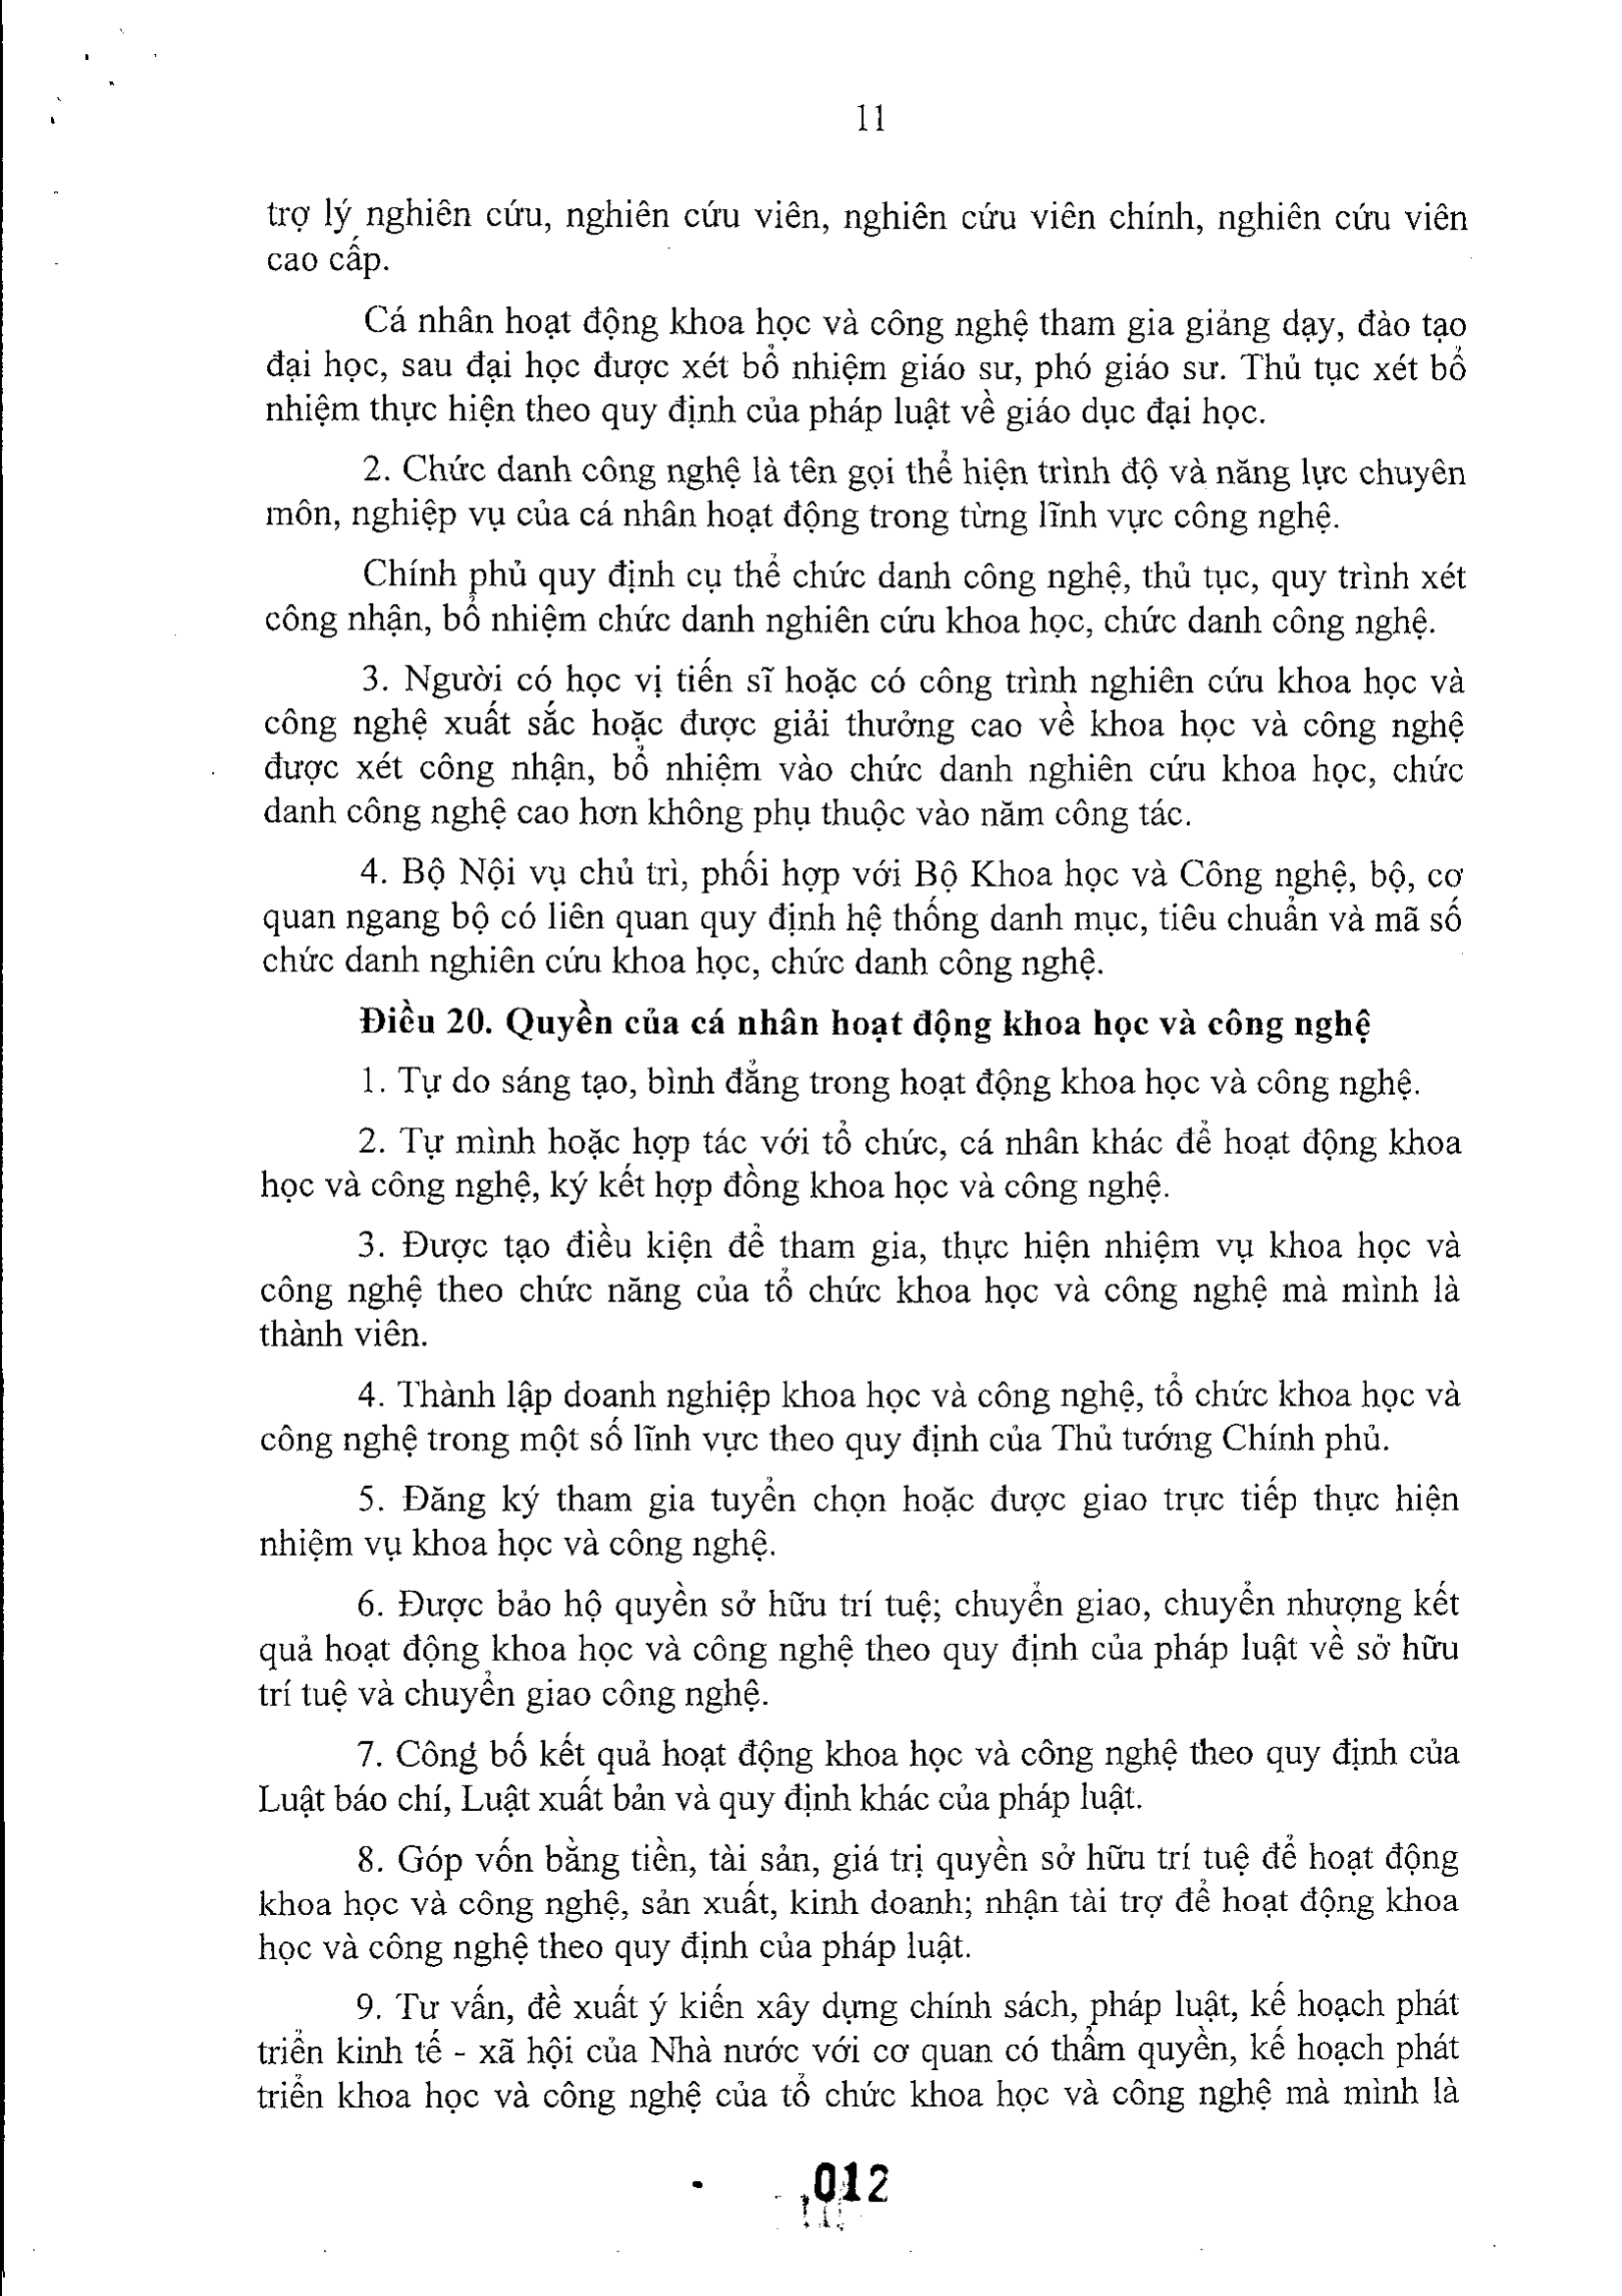 11
trợ lý nghiên cứu, nghiên cứu viên, nghiên cứu viên chính, nghiên cứu viên
cao cấp.
Cá nhân hoạt động khoa học và công nghệ tham gia giảng dạy, đào tạo
đại học, sau đại học được xét bổ nhiệm giáo sư, phó giáo sư. Thủ tục xét bổ
nhiệm thực hiện theo quy định của pháp luật về giáo dục đại học.
2. Chức danh công nghệ là tên gọi thể hiện trình độ và năng lực chuyên
môn, nghiệp vụ của cá nhân hoạt động trong từng lĩnh vực công nghệ.
Chính phủ quy định cụ thể chức danh công nghệ, thủ tục, quy trình xét
công nhận, bổ nhiệm chức danh nghiên cứu khoa học, chức danh công nghệ.
3. Người có học vị tiến sĩ hoặc có công trình nghiên cứu khoa học và
công nghệ xuất sắc hoặc được giải thưởng cao về khoa học và công nghệ
được xét công nhận, bổ nhiệm vào chức danh nghiên cứu khoa học, chức
danh công nghệ cao hơn không phụ thuộc vào năm công tác.
4. Bộ Nội vụ chủ trì, phối hợp với Bộ Khoa học và Công nghệ, bộ, cơ
quan ngang bộ có liên quan quy định hệ thống danh mục, tiêu chuẩn và mã số
chức danh nghiên cứu khoa học, chức danh công nghệ.
Điều 20. Quyền của cá nhân hoạt động khoa học và công nghệ
1. Tự do sáng tạo, bình đẳng trong hoạt động khoa học và công nghệ.
2. Tự mình hoặc hợp tác với tổ chức, cá nhân khác để hoạt động khoa
học và công nghệ, ký kết hợp đồng khoa học và công nghệ.
3. Được tạo điều kiện để tham gia, thực hiện nhiệm vụ khoa học và
công nghệ theo chức năng của tổ chức khoa học và công nghệ mà mình là
thành viên.
4. Thành lập doanh nghiệp khoa học và công nghệ, tổ chức khoa học và
công nghệ trong một số lĩnh vực theo quy định của Thủ tướng Chính phủ.
5. Đăng ký tham gia tuyển chọn hoặc được giao trực tiếp thực hiện
nhiệm vụ khoa học và công nghệ.
6. Được bảo hộ quyền sở hữu trí tuệ; chuyển giao, chuyển nhượng kết
quả hoạt động khoa học và công nghệ theo quy định của pháp luật về sở hữu
trí tuệ và chuyển giao công nghệ.
7. Công bố kết quả hoạt động khoa học và công nghệ theo quy định của
Luật báo chí, Luật xuất bản và quy định khác của pháp luật.
8. Góp vốn bằng tiền, tài sản, giá trị quyền sở hữu trí tuệ để hoạt động
khoa học và công nghệ, sản xuất, kinh doanh; nhận tài trợ để hoạt động khoa
học và công nghệ theo quy định của pháp luật.
9. Tư vấn, đề xuất ý kiến xây dựng chính sách, pháp luật, kế hoạch phát
triển kinh tế - xã hội của Nhà nước với cơ quan có thẩm quyền, kế hoạch phát
triển khoa học và công nghệ của tổ chức khoa học và công nghệ mà mình là
012